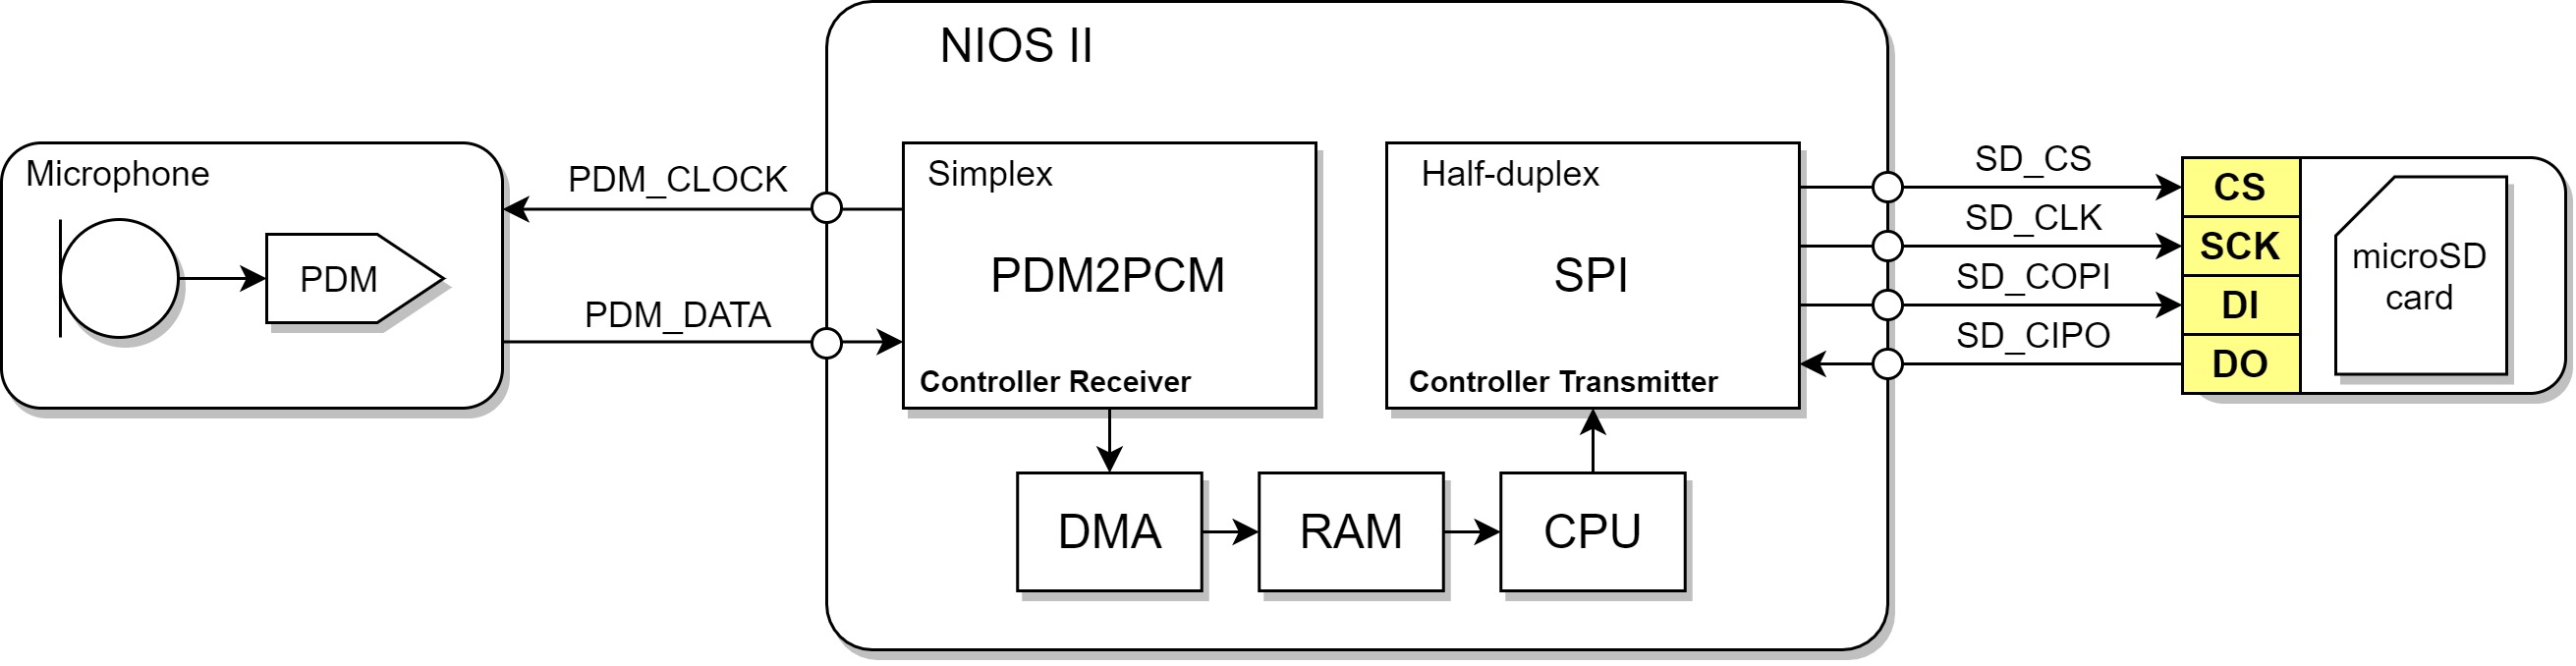 NIOS II
Microphone
PDM
PDM_CLOCK
PDM_DATA
Simplex
PDM2PCM
Controller Receiver
Half-duplex
SPI
Controller Transmitter
DMA
RAM
CPU
SD_CS
SD_CLK
SD_COPI
SD_CIPO
CS
SCK
DI
DO
microSD
card